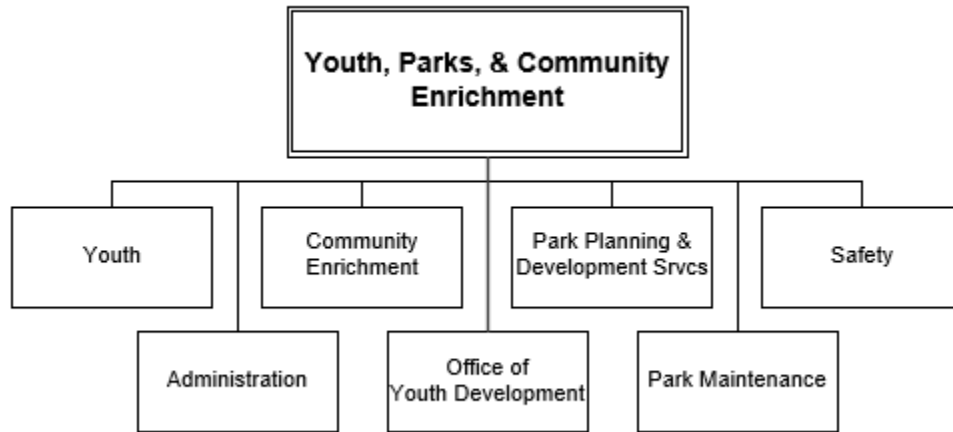 Youth, Parks, & Community
Enrichment
Youth
Community
Enrichment
Park Planning &
Development Srvcs
Safety
Administration
Office of
Youth Development
Park Maintenance